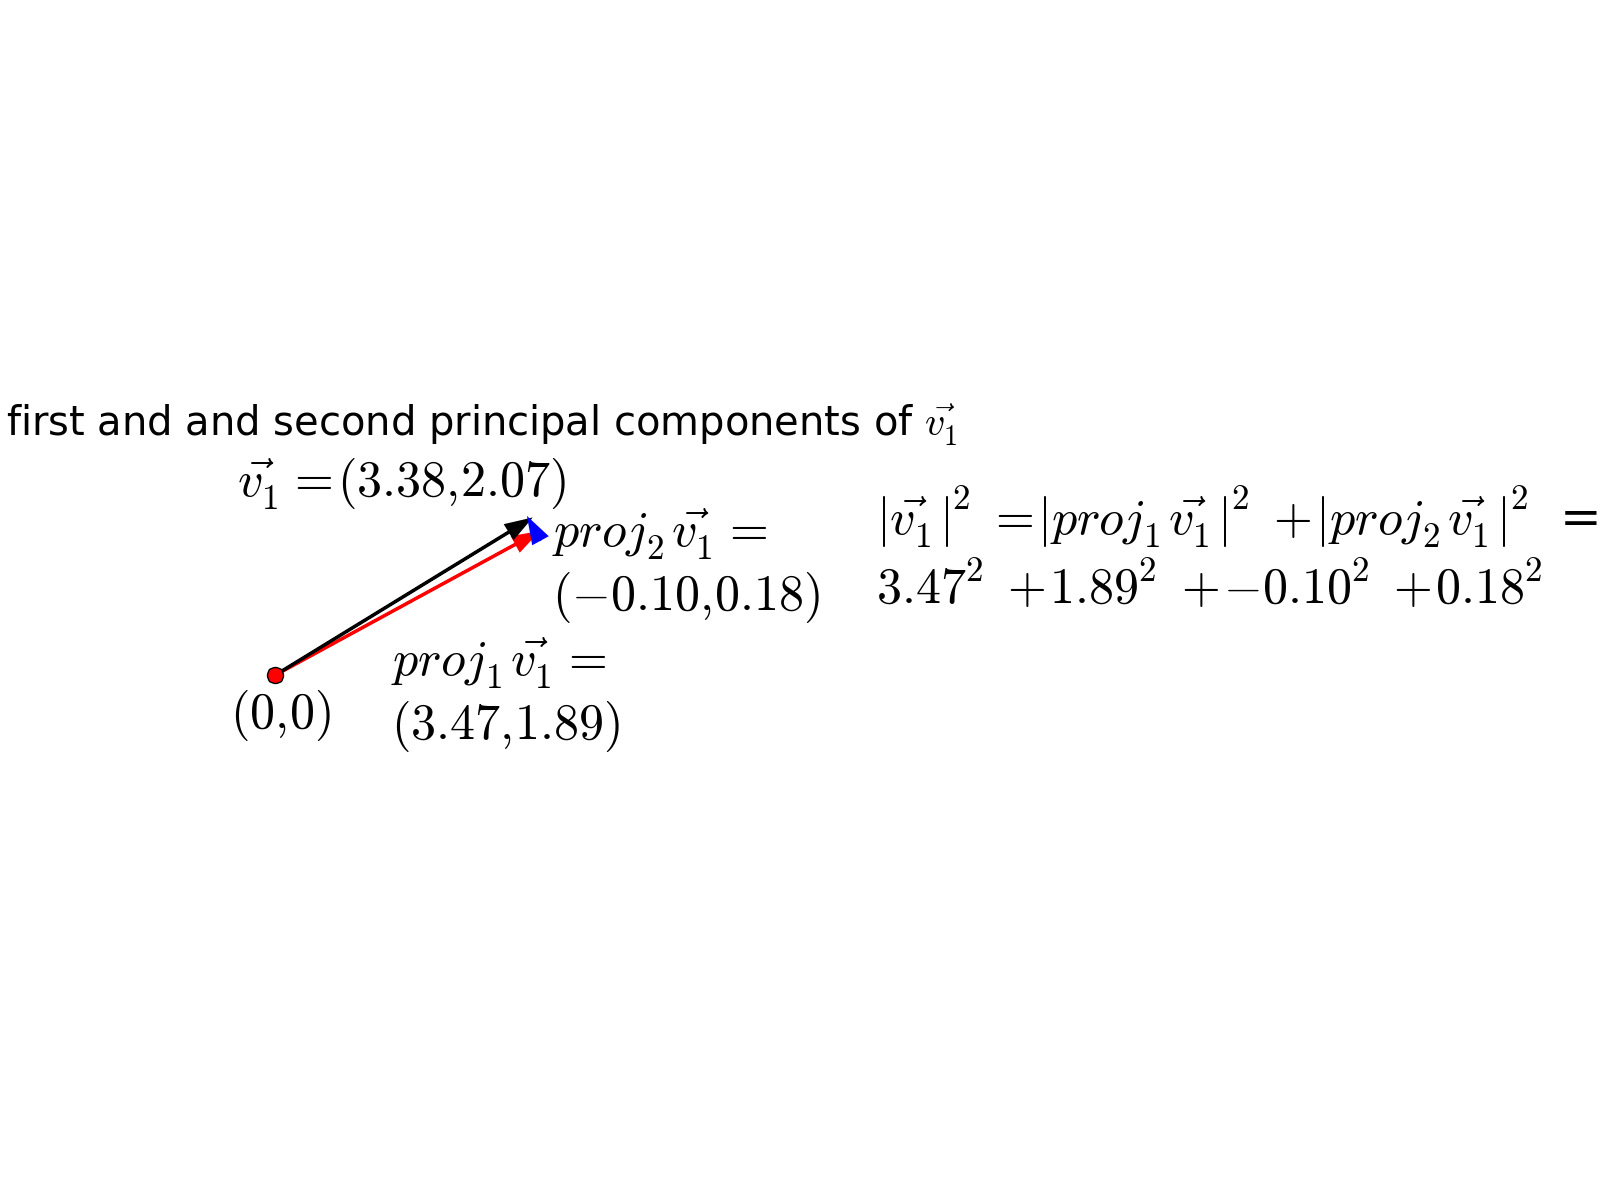 first and and second principal components of $\vec{v_1}$
$\vec{v_1} = (3.38,2.07)$
$|\vec{v_1}|^2 = |proj_1 \vec{v_1}|^2 + |proj_2 \vec{v_1}|^2 =$
$3.47^2 + 1.89^2 + -0.10^2 + 0.18^2$
$proj_2 \vec{v_1} =$
$(-0.10,0.18)$
$proj_1 \vec{v_1} =$
$(3.47,1.89)$
$(0,0)$